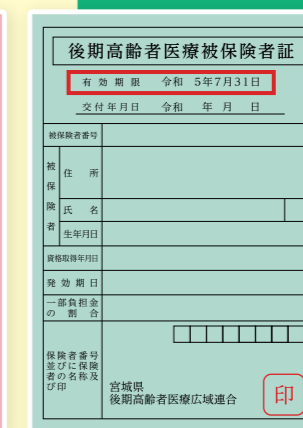 後期高齢者医療被保険者証
有効期限 令和 5年7月31日
交付年月日 令和 年 月 日
被保険者番号
被保険者
住所
氏名
生年月日
資格取得年月日
発効期日
一部負担金
の割合
保険者番号
並びに保険
者の名称及
び印
宮城県
後期高齢者医療広域連合
印